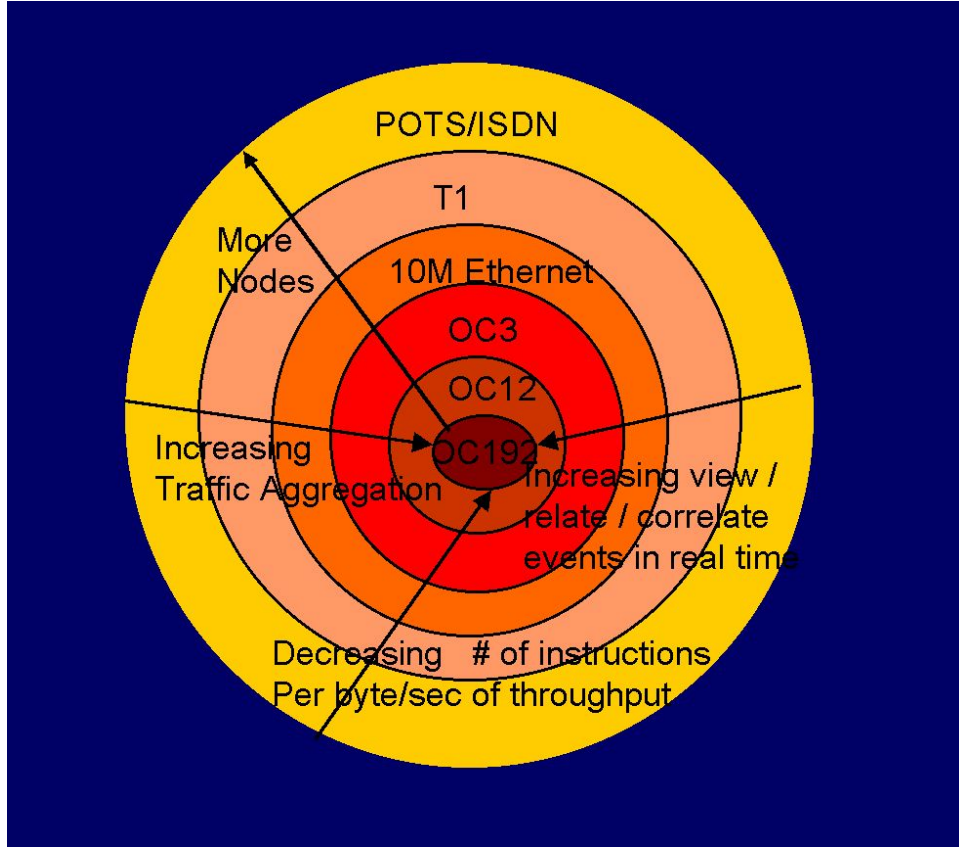 POTS/ISDN
T1
More
Nodes
10M Ethernet
OC3
OC12
OC192
Increasing
Traffic Aggregation
Increasing view /
relate / correlate
events in real time
Decreasing # of instructions
Per byte/sec of throughput